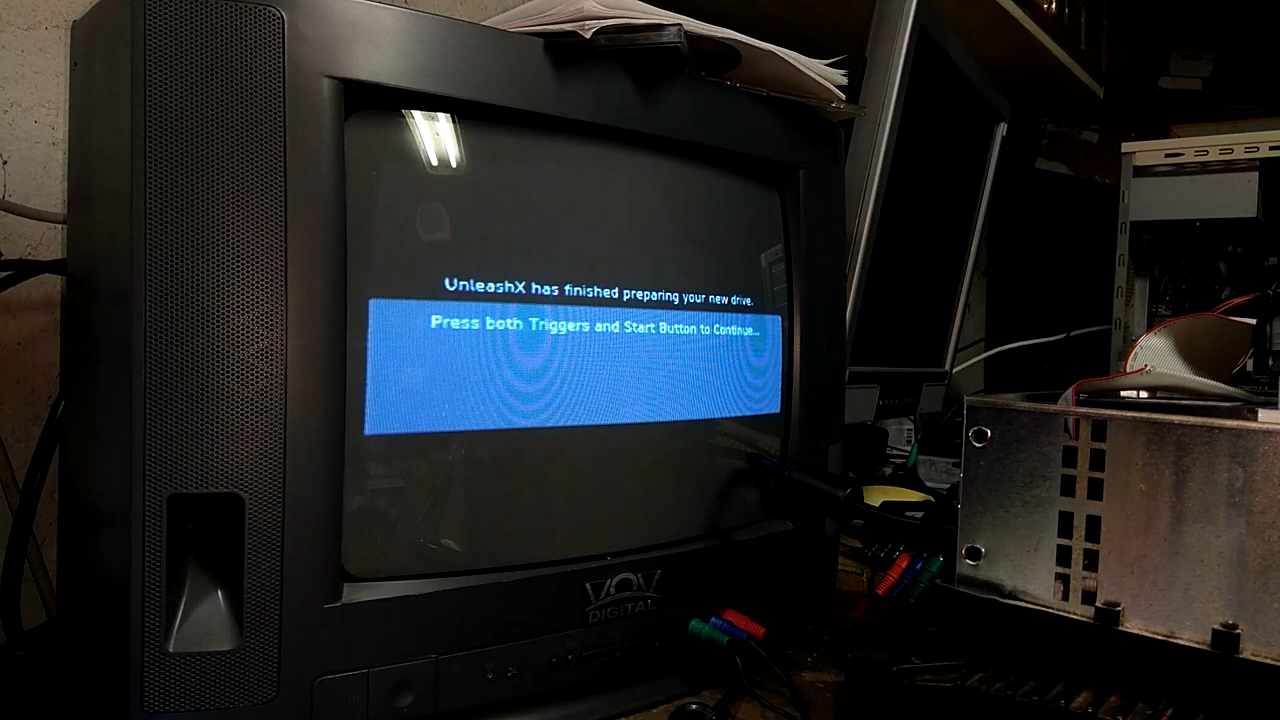 UnleashX has finished preparing your new drive.
Press both Triggers and Start Button to Continue...
DIGITAL